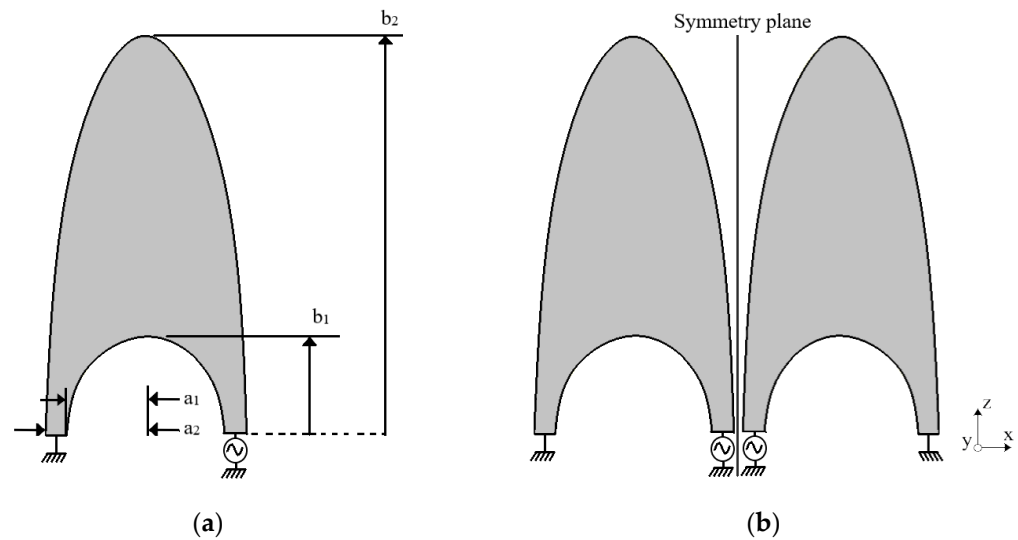 b₂
Symmetry plane
b₁
a₁
a₂
z
y
x
(a)
(b)